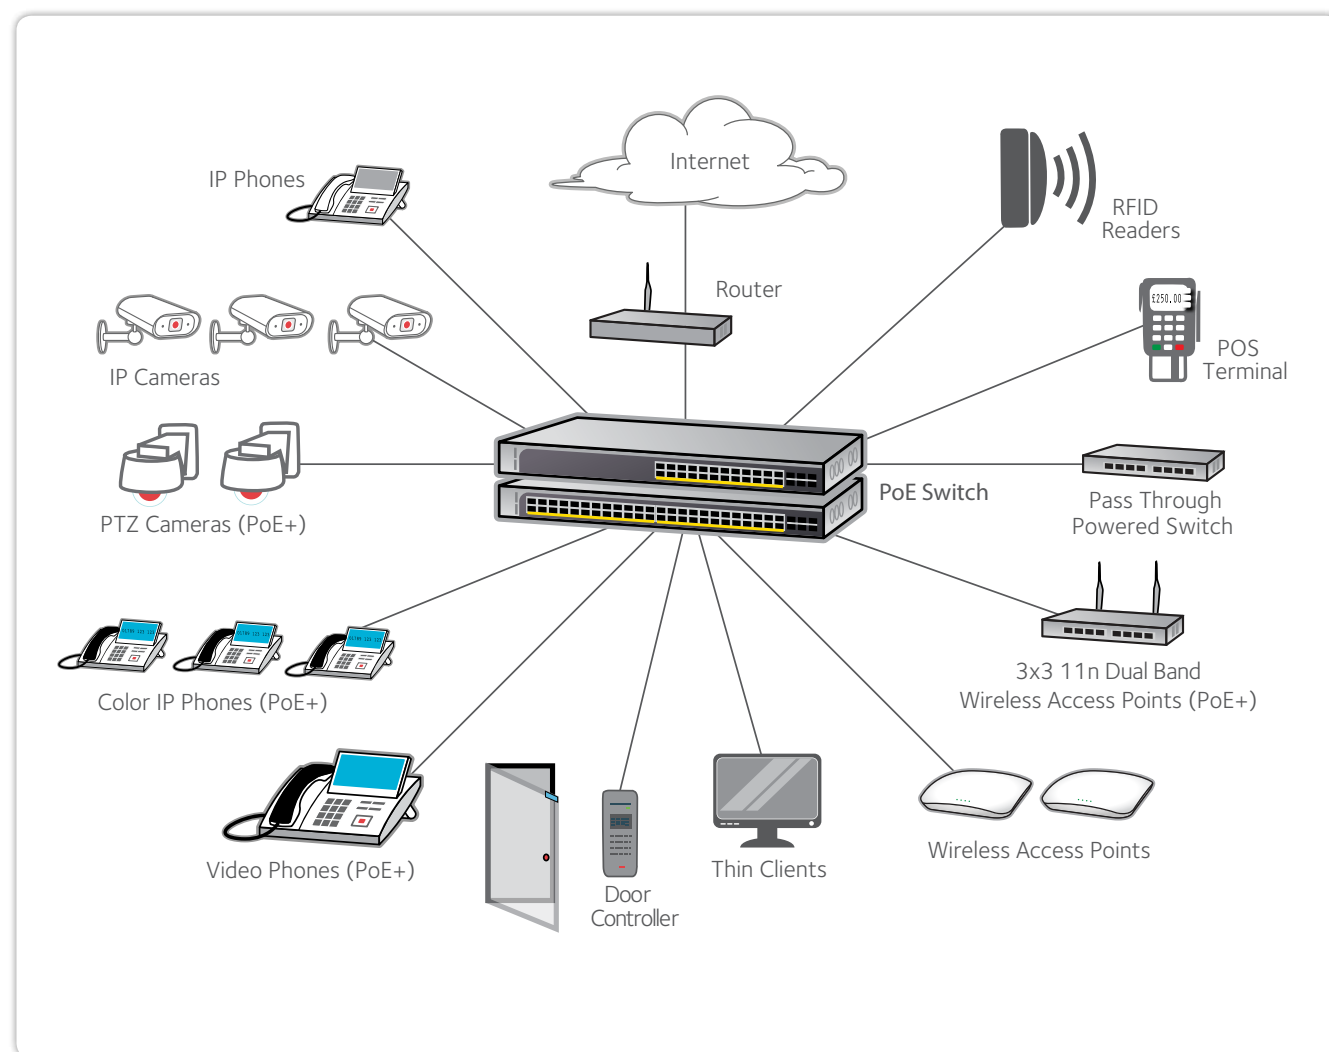 Internet
IP Phones
RFID
Readers
Router
£250.00
POS
Terminal
IP Cameras
PoE Switch
Pass Through
Powered Switch
PTZ Cameras (PoE+)
3x3 11n Dual Band
Wireless Access Points (PoE+)
Color IP Phones (PoE+)
Wireless Access Points
Video Phones (PoE+)
Thin Clients
Door
Controller